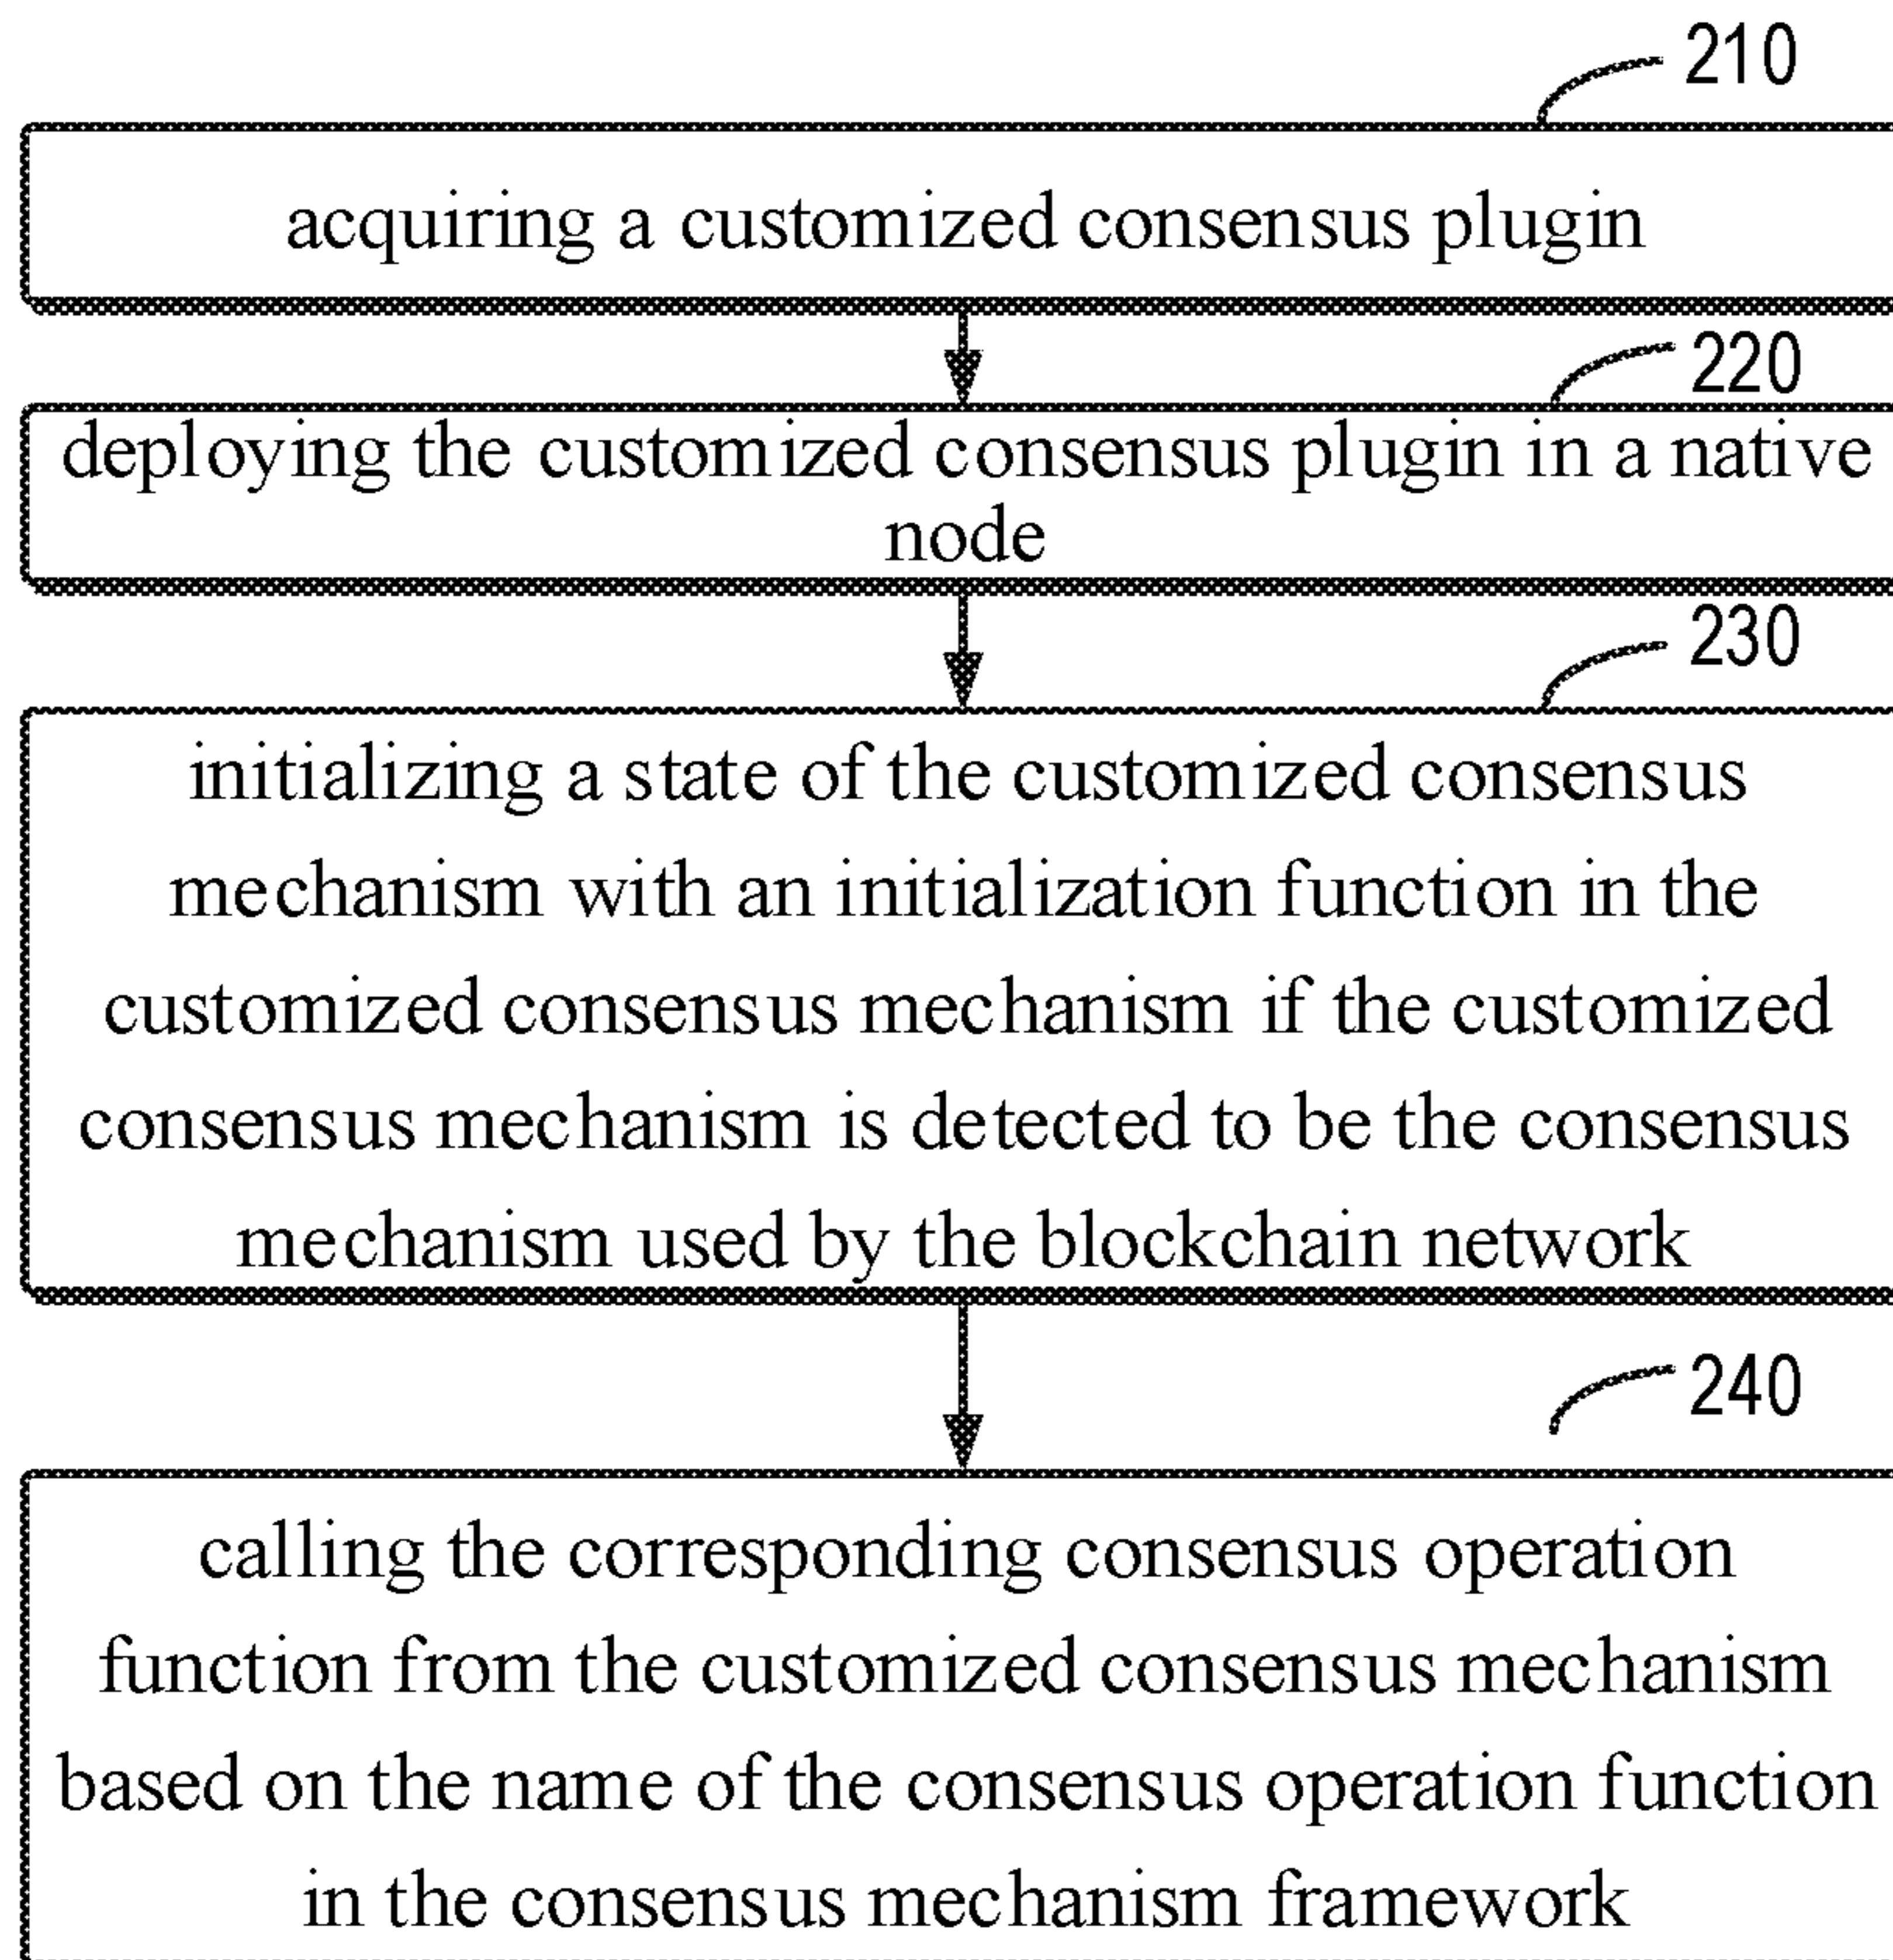 210
acquiring a customized consensus plugin
220
deploying the customized consensus plugin in a native
node
230
initializing a state of the customized consensus
mechanism with an initialization function in the
customized consensus mechanism if the customized
consensus mechanism is detected to be the consensus
mechanism used by the blockchain network
240
calling the corresponding consensus operation
function from the customized consensus mechanism
based on the name of the consensus operation function
in the consensus mechanism framework